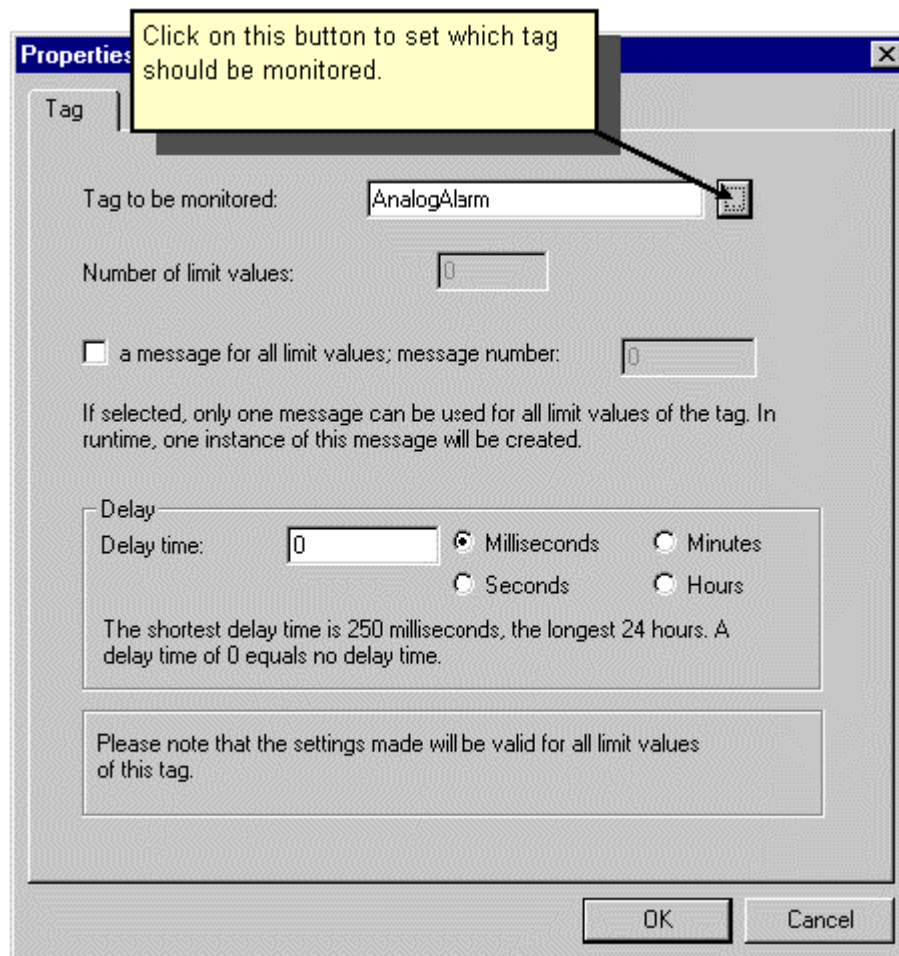 Click on this button to set which tag
should be monitored.
Properties
Tag
Tag to be monitored: AnalogAlarm
Number of limit values: 0
a message for all limit values; message number: 0
If selected, only one message can be used for all limit values of the tag. In
runtime, one instance of this message will be created.
Delay
Delay time: 0 Milliseconds Minutes
Seconds Hours
The shortest delay time is 250 milliseconds, the longest 24 hours. A
delay time of 0 equals no delay time.
Please note that the settings made will be valid for all limit values
of this tag.
OK Cancel